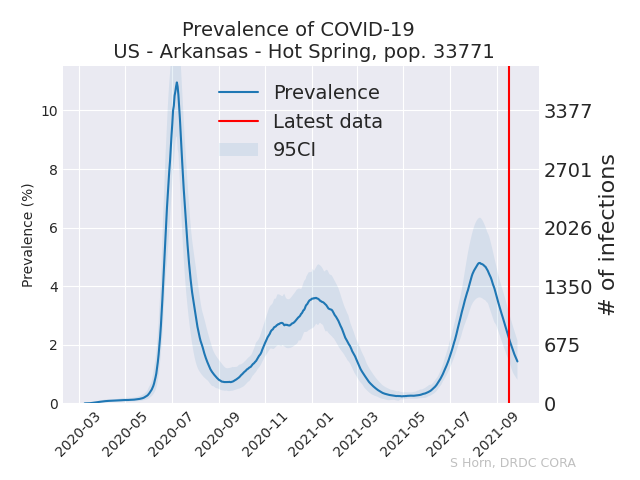 Prevalence of COVID-19
US - Arkansas - Hot Spring, pop. 33771
Prevalence
Latest data
95CI
Prevalence (%)
10
8
6
4
2
0
3377
2701
2026
1350
675
0
# of infections
2020-03
2020-05
2020-07
2020-09
2020-11
2021-01
2021-03
2021-05
2021-07
2021-09
S Horn, DRDC CORA